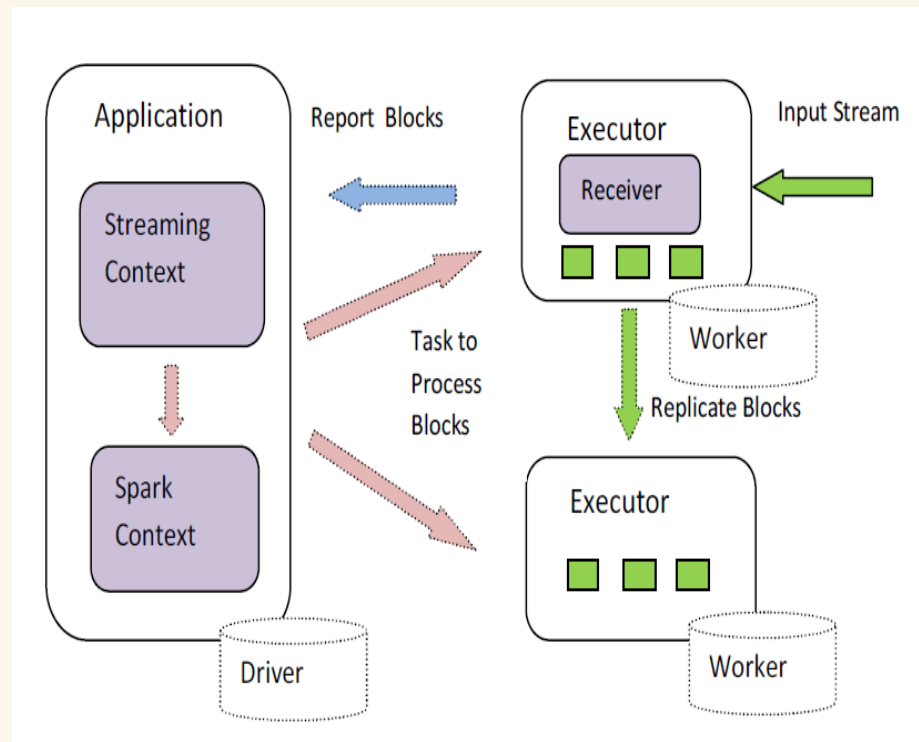 Application
Streaming
Context
Spark
Context
Driver
Report Blocks
Task to
Process
Blocks
Executor
Receiver
Input Stream
Worker
Replicate Blocks
Executor
Worker